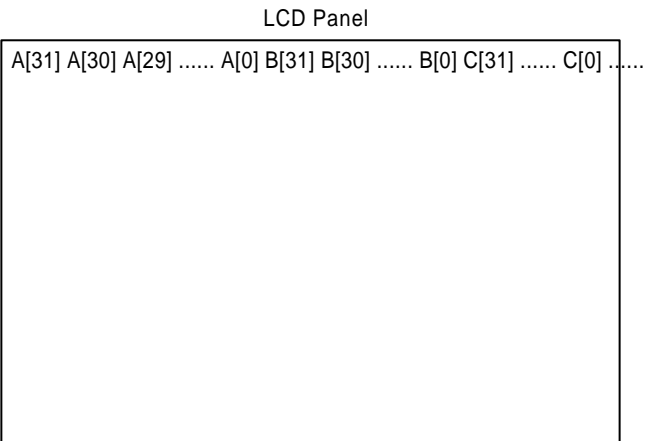 LCD Panel
A[31] A[30] A[29] ...... A[0] B[31] B[30] ...... B[0] C[31] ...... C[0] ......